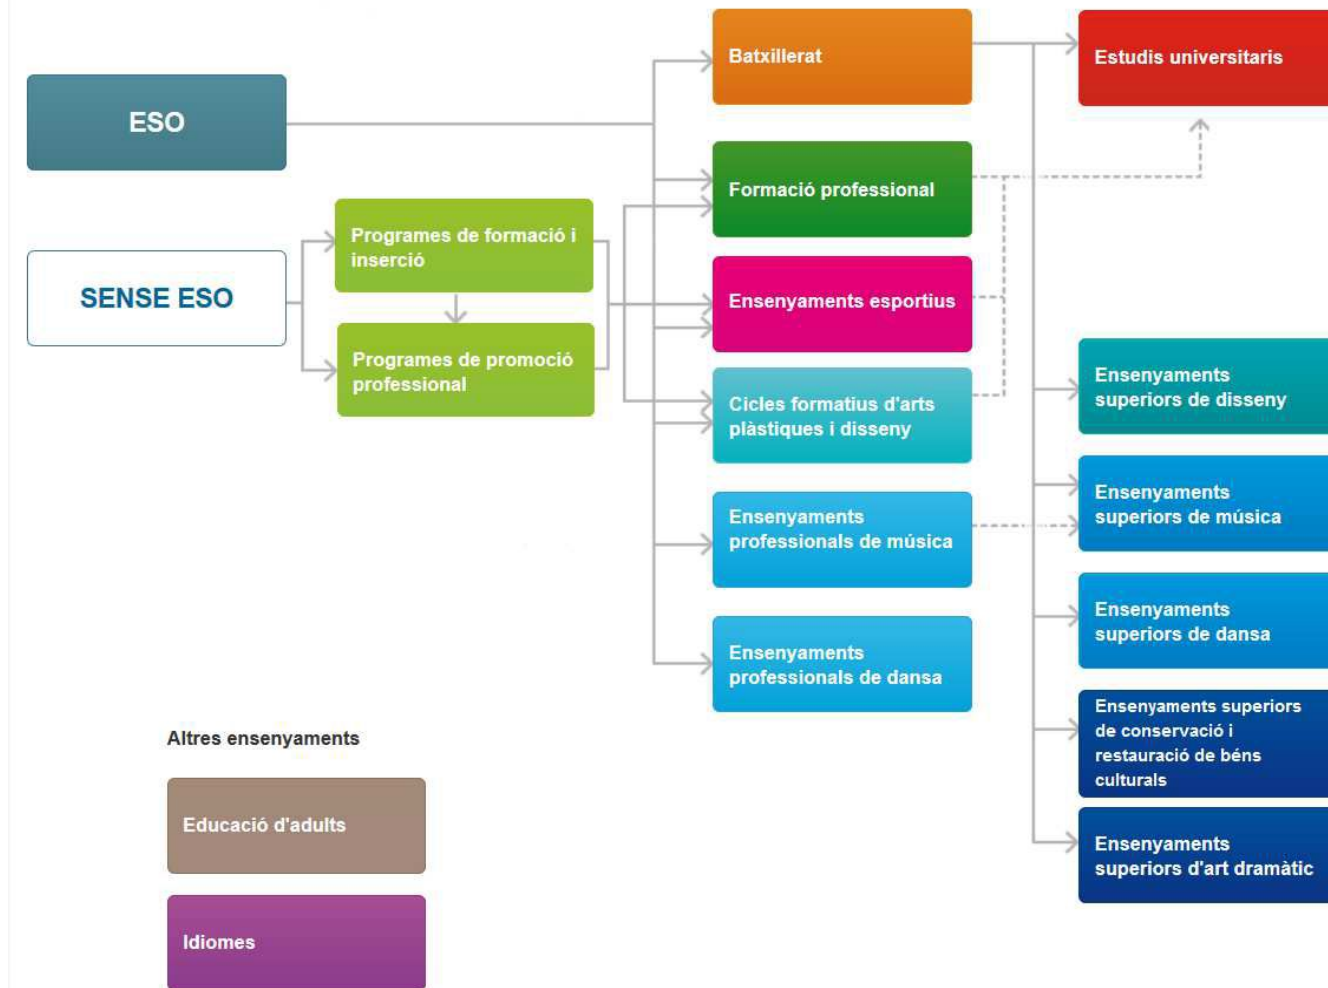 ESO
SENSE ESO
Programes de formació i
inserció
Programes de promoció
professional
Batxillerat
Formació professional
Ensenyaments esportius
Cicles formatius d'arts
plàstiques i disseny
Ensenyaments
professionals de música
Ensenyaments
professionals de dansa
Estudis universitaris
Ensenyaments
superiors de disseny
Ensenyaments
superiors de música
Ensenyaments
superiors de dansa
Ensenyaments superiors
de conservació i
restauració de béns
culturals
Ensenyaments
superiors d'art dramàtic
Altres ensenyaments
Educació d'adults
Idiomes